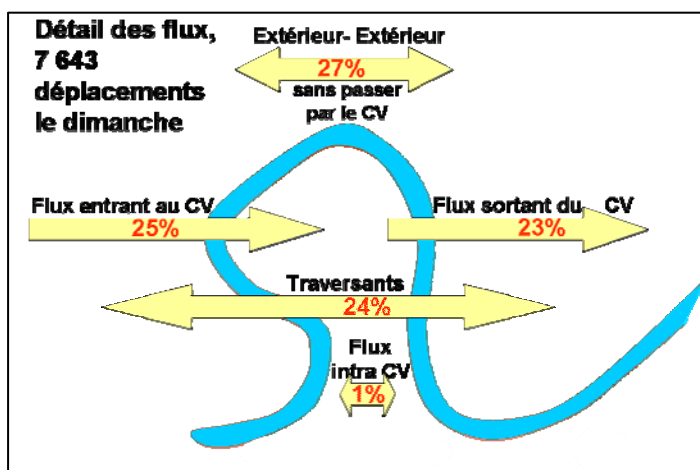 Détail des flux,
7 643
déplacements
le dimanche
Extérieur- Extérieur
27%
sans passer
par le CV
Flux entrant au CV
25%
Flux sortant du CV
23%
Traversants
24%
Flux
intra CV
1%